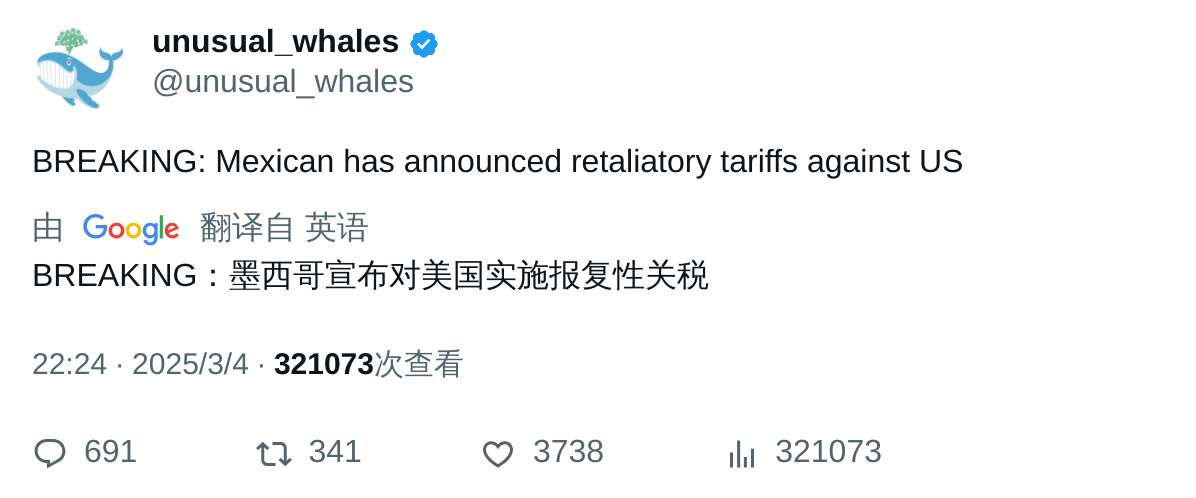 unusual_whales
@unusual_whales
BREAKING: Mexican has announced retaliatory tariffs against US
由 Google 翻译自 英语
BREAKING：墨西哥宣布对美国实施报复性关税
22:24 · 2025/3/4 · 321073次查看
691 341 3738 321073